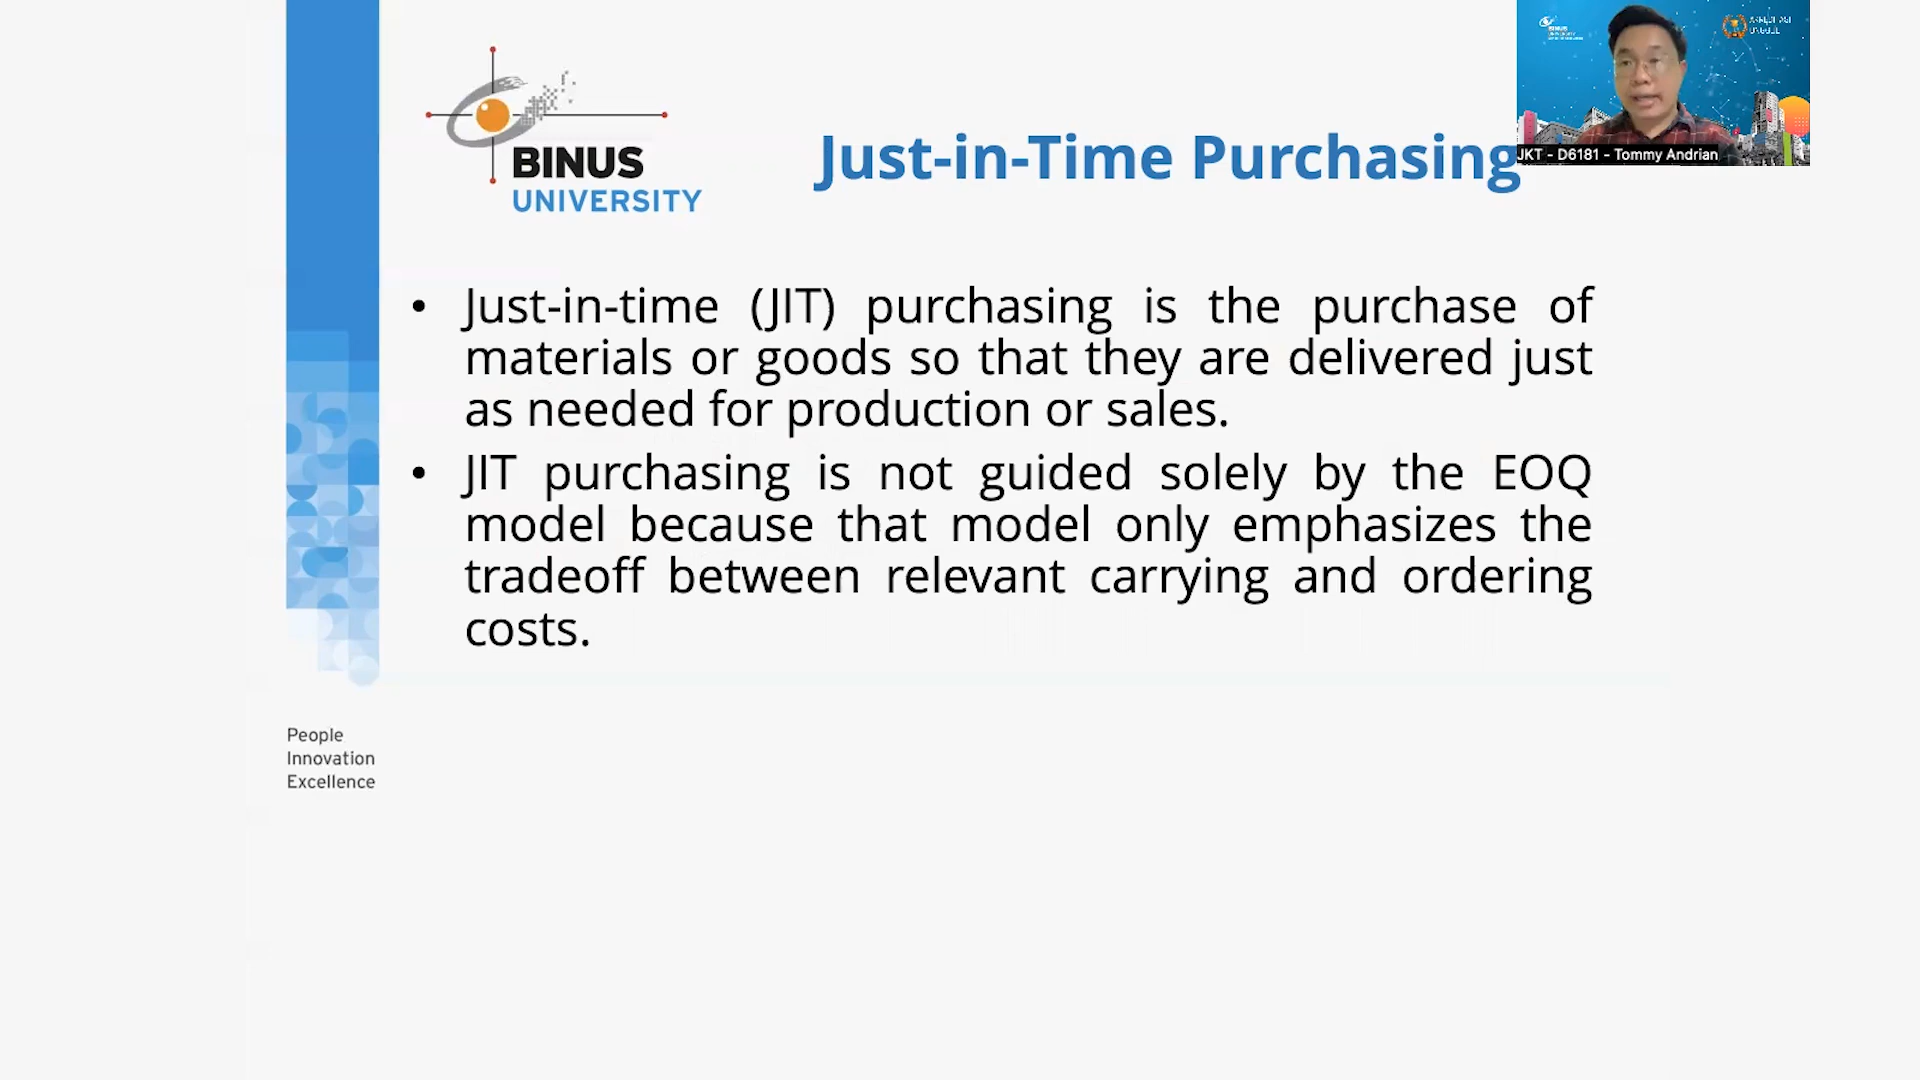 BINUS
UNIVERSITY
Just-in-Time Purchasing
JKT - D6181 - Tommy Andrian
• Just-in-time (JIT) purchasing is the purchase of
materials or goods so that they are delivered just
as needed for production or sales.
• JIT purchasing is not guided solely by the EOQ
model because that model only emphasizes the
tradeoff between relevant carrying and ordering
costs.
People
Innovation
Excellence